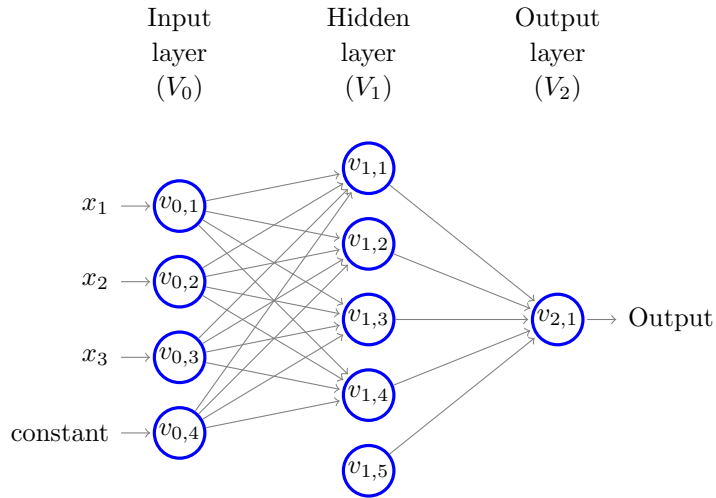 Input layer (V₀)
Hidden layer (V₁)
Output layer (V₂)
x₁
x₂
x₃
constant
v₀,₁
v₀,₂
v₀,₃
v₀,₄
v₁,₁
v₁,₂
v₁,₃
v₁,₄
v₁,₅
v₂,₁
Output